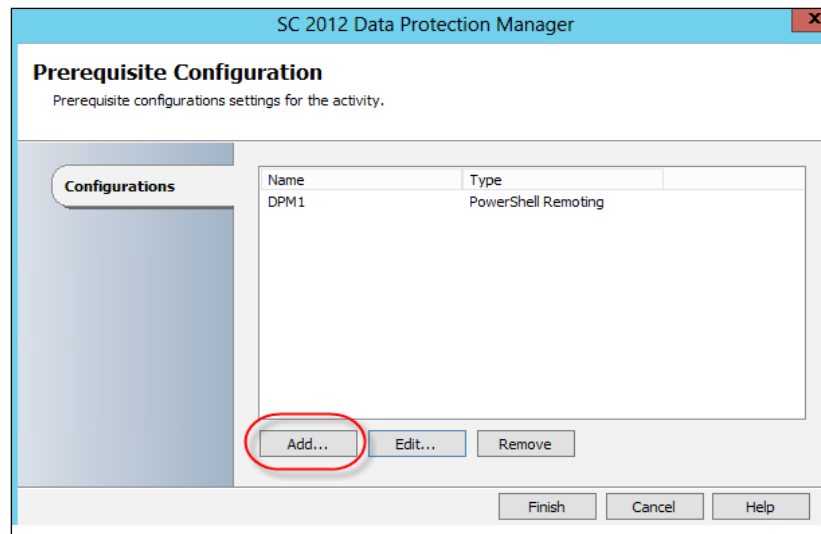 SC 2012 Data Protection Manager
x
Prerequisite Configuration
Prerequisite configurations settings for the activity.
Configurations
Name Type
DPM1 PowerShell Remoting
Add... Edit... Remove
Finish Cancel Help